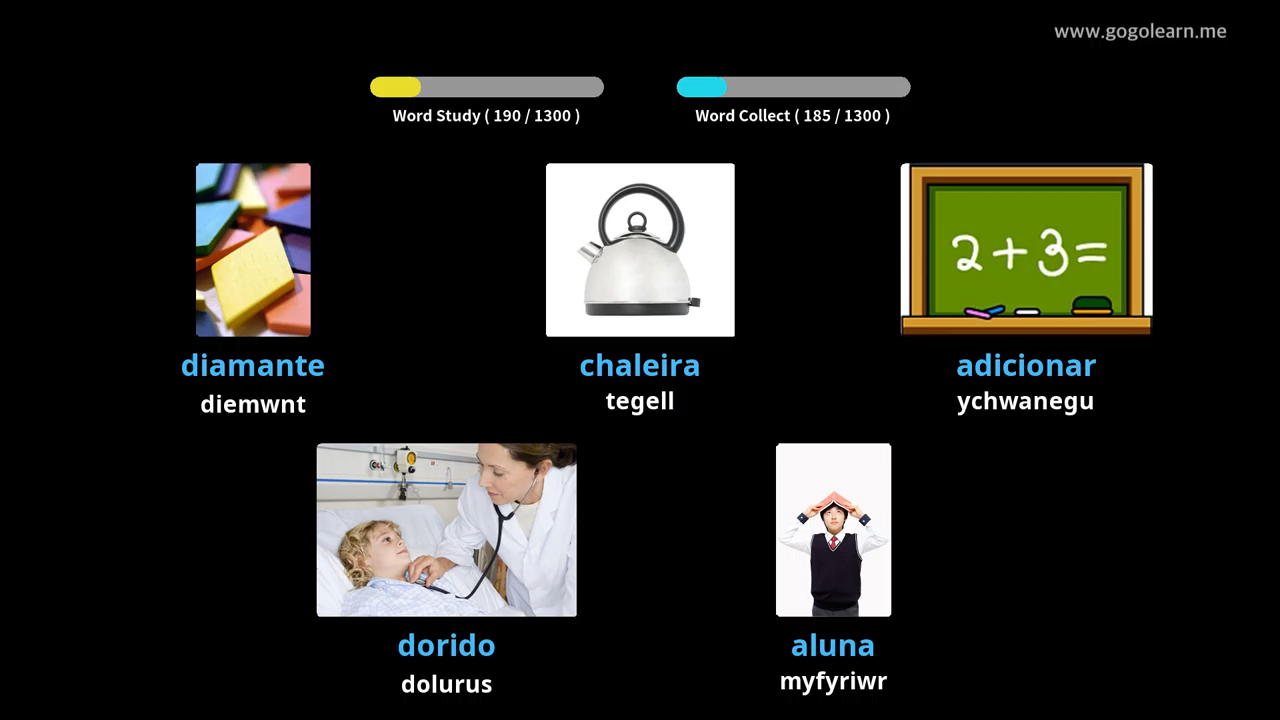 www.gogolearn.me
Word Study ( 190 / 1300 )
Word Collect ( 185 / 1300 )
2 + 3 =
diamante
diemwnt
chaleira
tegell
adicionar
ychwanegu
dorido
dolurus
aluna
myfyriwr